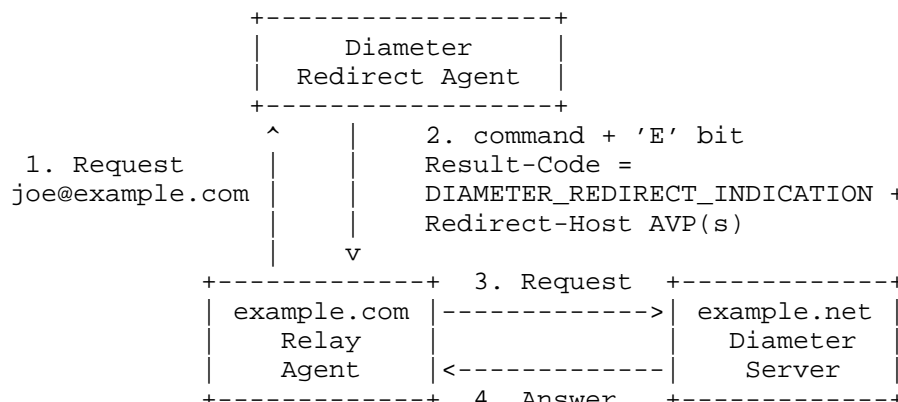 Diameter
Redirect Agent
2. command + 'E' bit
1. Request
Result-Code =
joe@example.com
DIAMETER_REDIRECT_INDICATION +
Redirect-Host AVP(s)
3. Request
example.com
example.net
Relay
Diameter
Agent
Server
4. Answer